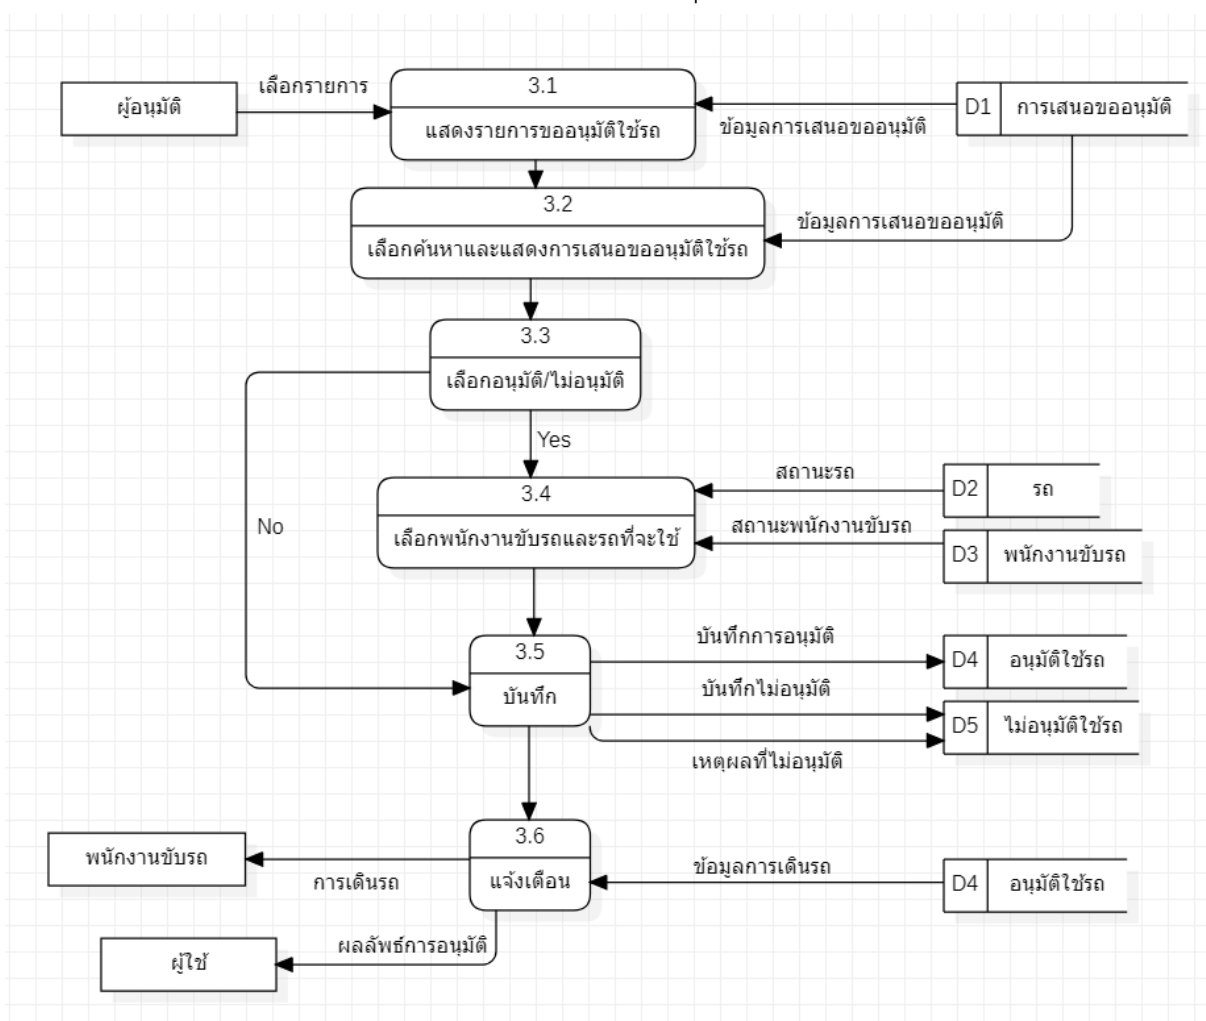 3.1
ผู้อนุมัติ
เลือกรายการ
แสดงรายการขออนุมัติใช้รถ
ข้อมูลการเสนอขออนุมัติ
D1
การเสนอขออนุมัติ
3.2
เลือกค้นหาและแสดงการเสนอขออนุมัติใช้รถ
ข้อมูลการเสนอขออนุมัติ
3.3
เลือกอนุมัติ/ไม่อนุมัติ
Yes
No
3.4
เลือกพนักงานขับรถและรถที่จะใช้
สถานะรถ
D2
รถ
สถานะพนักงานขับรถ
D3
พนักงานขับรถ
3.5
บันทึก
บันทึกการอนุมัติ
D4
อนุมัติใช้รถ
บันทึกไม่อนุมัติ
D5
ไม่อนุมัติใช้รถ
เหตุผลที่ไม่อนุมัติ
3.6
แจ้งเตือน
พนักงานขับรถ
การเดินรถ
ข้อมูลการเดินรถ
D4
อนุมัติใช้รถ
ผลลัพธ์การอนุมัติ
ผู้ใช้